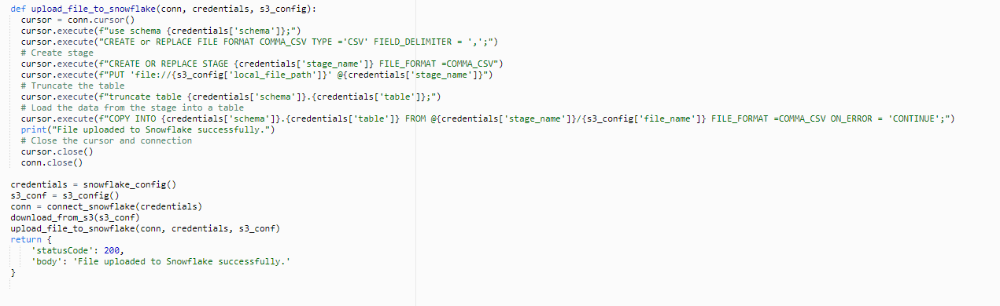 def upload_file_to_snowflake(conn, credentials, s3_config):
cursor = conn.cursor()
cursor.execute(f"use schema {credentials['schema']};")
cursor.execute("CREATE or REPLACE FILE FORMAT COMMA_CSV TYPE ='CSV' FIELD_DELIMITER = ',';")
# Create stage
cursor.execute(f"CREATE OR REPLACE STAGE {credentials['stage_name']} FILE_FORMAT =COMMA_CSV")
cursor.execute(f"PUT 'file://{s3_config['local_file_path']}' @{credentials['stage_name']}")
# Truncate the table
cursor.execute(f"truncate table {credentials['schema']}.{credentials['table']};")
# Load the data from the stage into a table
cursor.execute(f"COPY INTO {credentials['schema']}.{credentials['table']} FROM @{credentials['stage_name']}/{s3_config['file_name']} FILE_FORMAT =COMMA_CSV ON_ERROR = 'CONTINUE';")
print("File uploaded to Snowflake successfully.")
# Close the cursor and connection
cursor.close()
conn.close()
credentials = snowflake_config()
s3_conf = s3_config()
conn = connect_snowflake(credentials)
download_from_s3(s3_conf)
upload_file_to_snowflake(conn, credentials, s3_conf)
return {
'statusCode': 200,
'body': 'File uploaded to Snowflake successfully.'
}